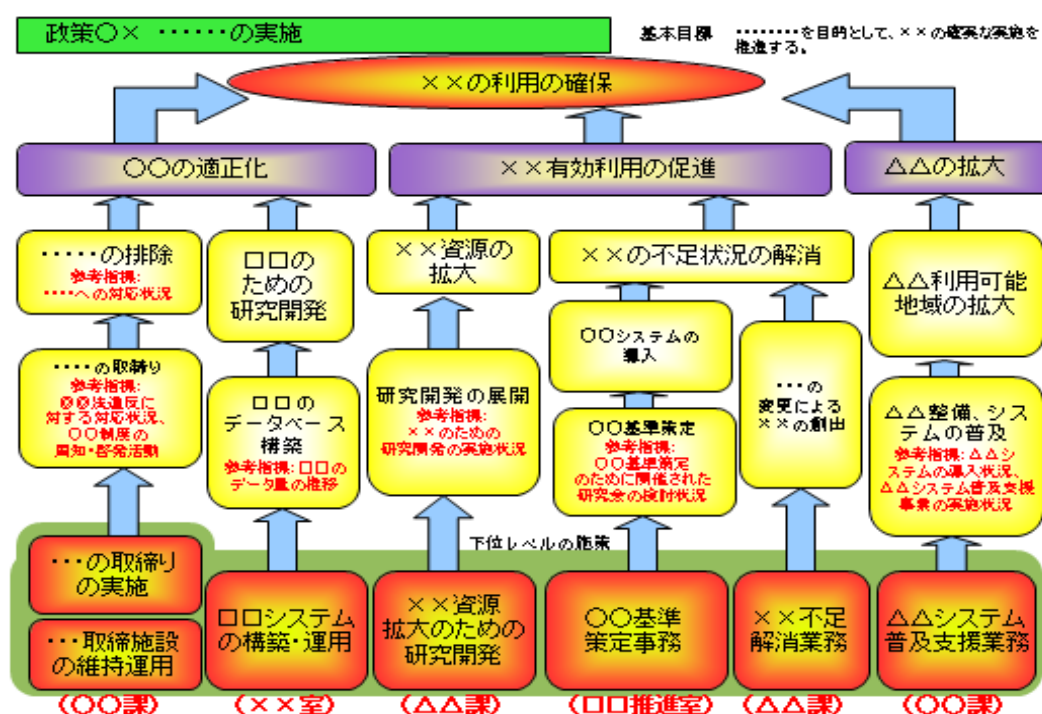 政策○× ‥‥‥の実施
基本目標 ‥‥‥‥を目的として、××の確実な実施を
推進する。
××の利用の確保
○○の適正化
××有効利用の促進
△△の拡大
‥‥‥の排除
参考指標:
‥‥への対応状況
□□の
ための
研究開発
××資源の
拡大
××の不足状況の解消
△△利用可能
地域の拡大
○○システムの
導入
‥‥の取締り
参考指標:
⊗⊗法違反に
対する対応状況、
○○制度の
周知・啓発活動
□□の
データベース
構築
参考指標:□□の
データ量の推移
研究開発の展開
参考指標:
××のための
研究開発の実施状況
○○基準策定
参考指標:
○○基準策定
のために開催された
研究会の検討状況
・・・の
変更による
××の創出
△△整備、シス
テムの普及
参考指標:△△シ
ステムの導入状況、
△△システム普及支援
事業の実施状況
下位レベルの施策
・・・の取締り
の実施
・・・取締施設
の維持運用
□□システム
の構築・運用
××資源
拡大のための
研究開発
○○基準
策定事務
××不足
解消業務
△△システム
普及支援業務
(○○課)
(××室)
(△△課)
(□□推進室)
(△△課)
(○○課)